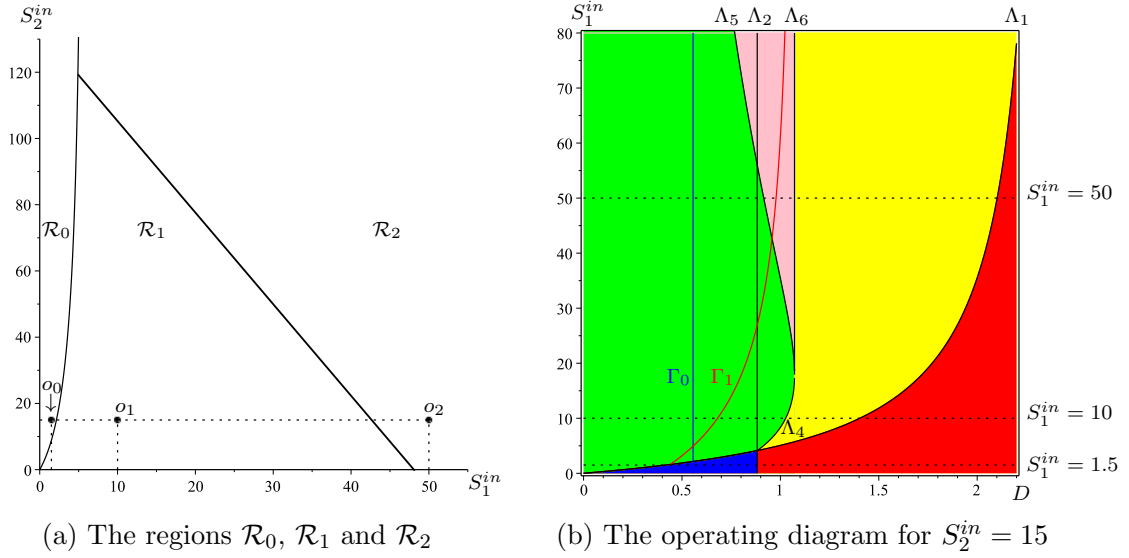 S_2^{in}
120
100
80
60
40
20
0
R_0
R_1
R_2
o_0
↓
o_1
o_2
0
10
20
30
40
50
S_1^{in}
(a) The regions R_0, R_1 and R_2
S_1^{in}
Λ_5 Λ_2 Λ_6 Λ_1
80
70
60
50
40
30
20
10
0
Γ_0
Γ_1
Λ_4
S_1^{in} = 50
S_1^{in} = 10
S_1^{in} = 1.5
0
0.5
1
1.5
2
D
(b) The operating diagram for S_2^{in} = 15